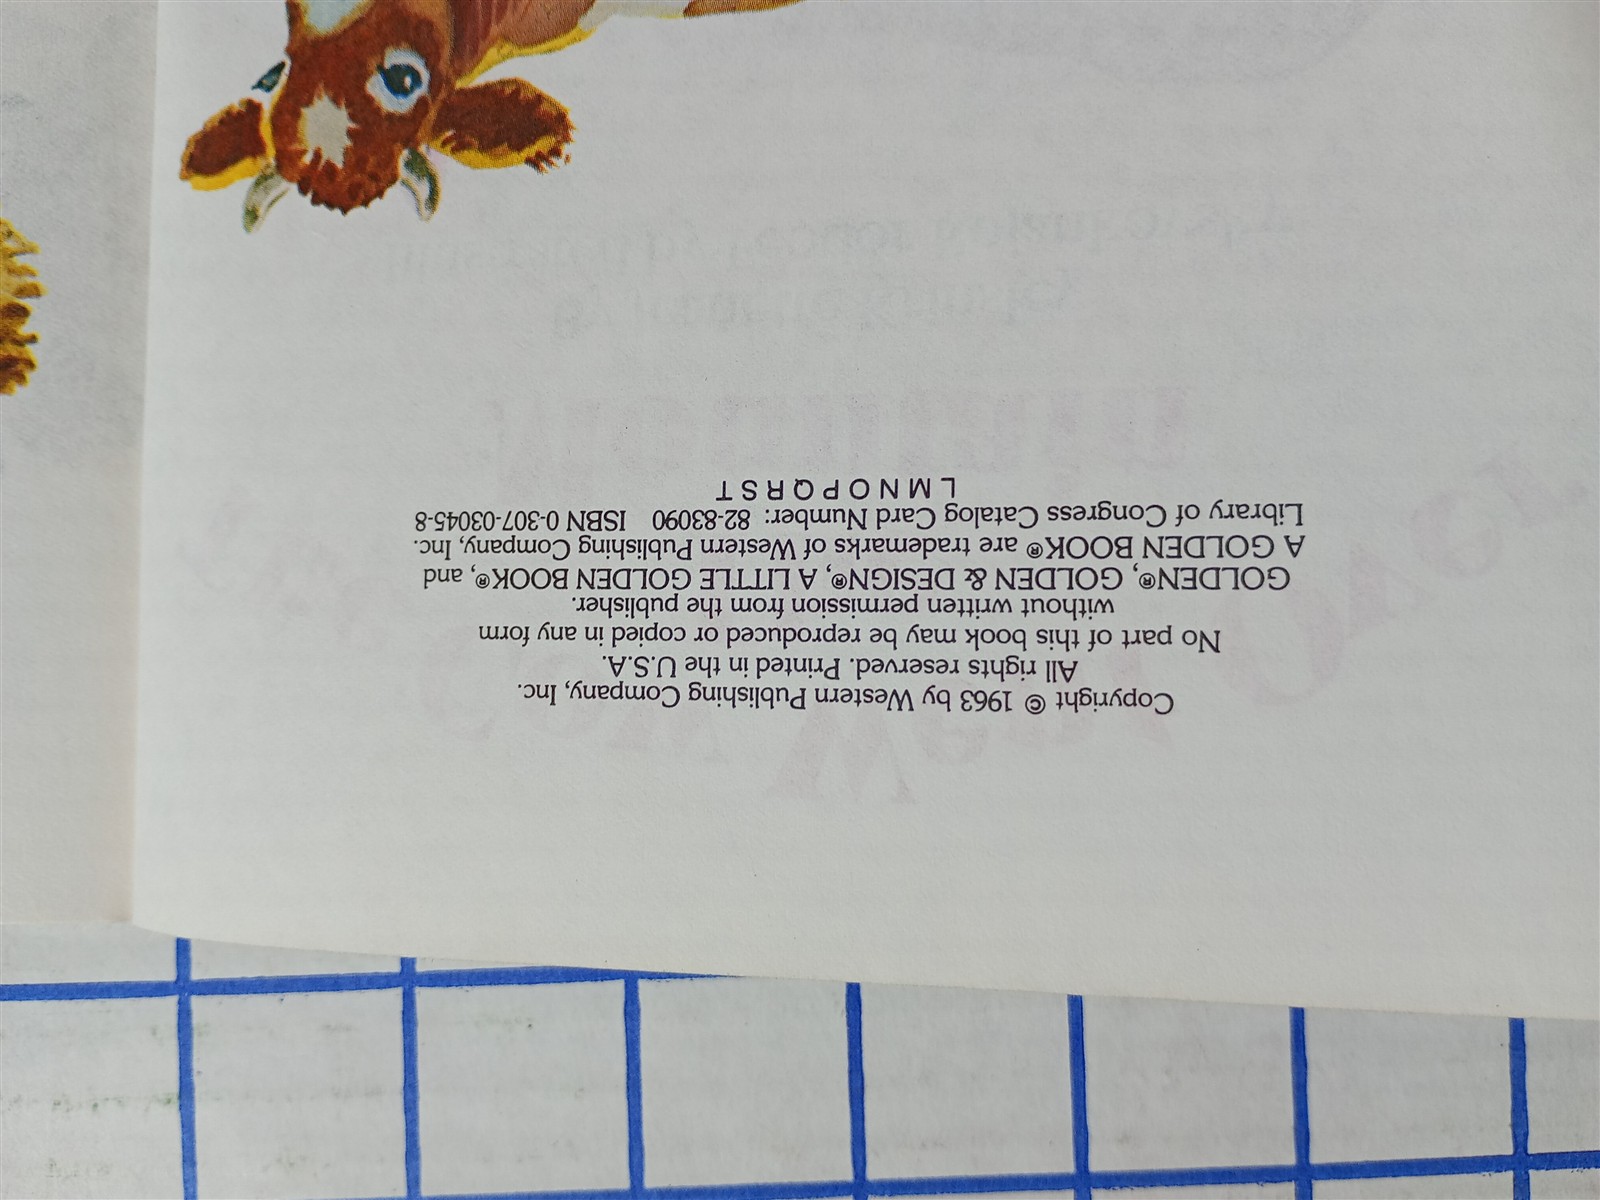 Copyright © 1963 by Western Publishing Company, Inc.
All rights reserved. Printed in the U.S.A.
No part of this book may be reproduced or copied in any form
without written permission from the publisher.
GOLDEN®, GOLDEN & DESIGN®, A LITTLE GOLDEN BOOK®, and
A GOLDEN BOOK® are trademarks of Western Publishing Company, Inc.
Library of Congress Catalog Card Number: 82-83090 ISBN 0-307-03045-8
L M N O P Q R S T